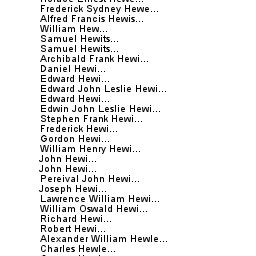 Frederick Sydney Hewe...
Alfred Francis Hewis...
William Hew...
Samuel Hewits...
Samuel Hewits...
Archibald Frank Hewi...
Daniel Hewi...
Edward Hewi...
Edward John Leslie Hewi...
Edward Hewi...
Edwin John Leslie Hewi...
Stephen Frank Hewi...
Frederick Hewi...
Gordon Hewi...
William Henry Hewi...
John Hewi...
John Hewi...
Pereival John Hewi...
Joseph Hewi...
Lawrence William Hewi...
William Oswald Hewi...
Richard Hewi...
Robert Hewi...
Alexander William Hewle...
Charles Hewle...